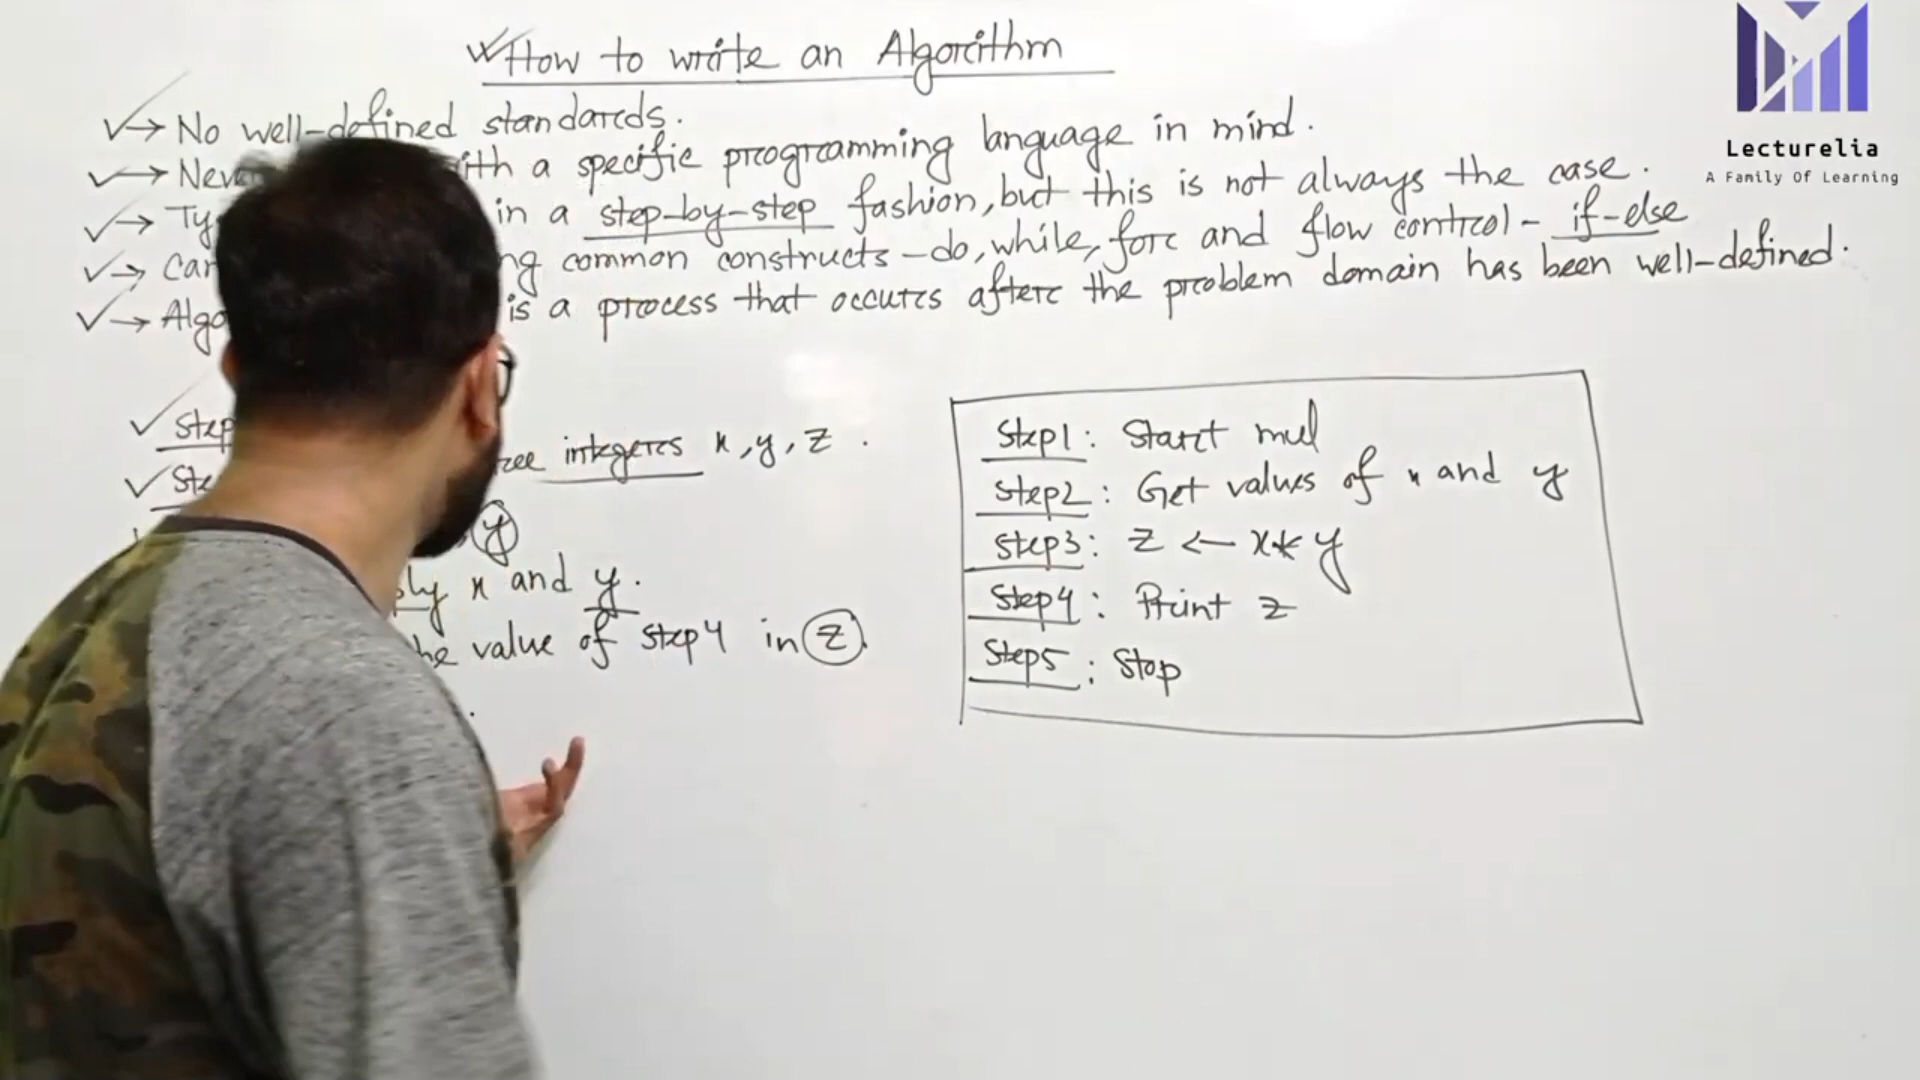 How to write an Algorithm
→ No well-defined standards.
→ with a specific programming language in mind.
→ in a step-by-step fashion, but this is not always the case.
→ common constructs - do, while, for and flow control - if-else
→ is a process that occurs after the problem domain has been well-defined.
Step integers x, y, z.
y
x and y.
the value of step4 in z.
Step1: Start mul
Step2: Get values of x and y
Step3: z ← x * y
Step4: Print z
Step5: Stop
Lecturelia
A Family Of Learning